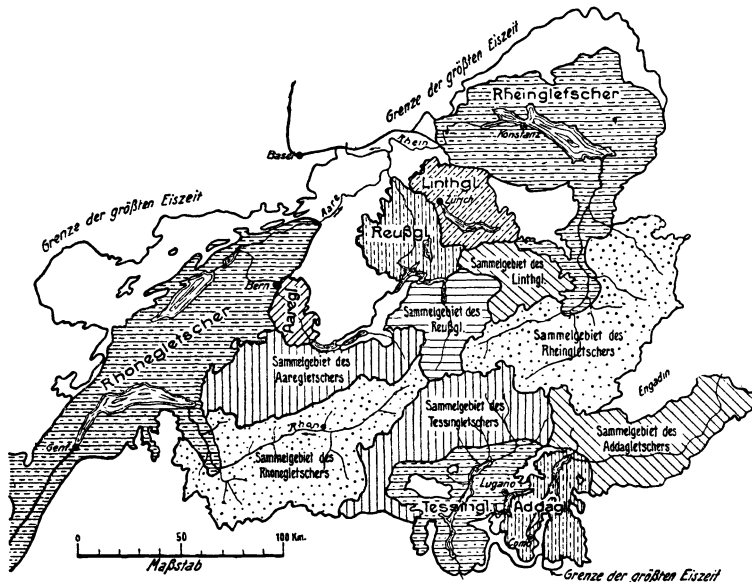 Grenze der größten Eiszeit
Rheingletscher
Konstanz
Rhein
Basel
Aare
Linthgl.
Zürich
Grenze der größten Eiszeit
Reußgl.
Sammelgebiet des
Linthgl.
Bern
Aaregl.
Sammelgebiet des
Reußgl.
Sammelgebiet des
Rheingletschers
Rhonegletscher
Sammelgebiet des
Aaregletschers
Engadin
Sammelgebiet des
Tessingletschers
Sammelgebiet des
Addagletschers
Rhone
Genf
Sammelgebiet des
Rhonegletschers
Lugano
Tessingl.
Addagl.
Como
0 50 100 Km.
Maßstab
Grenze der größten Eiszeit